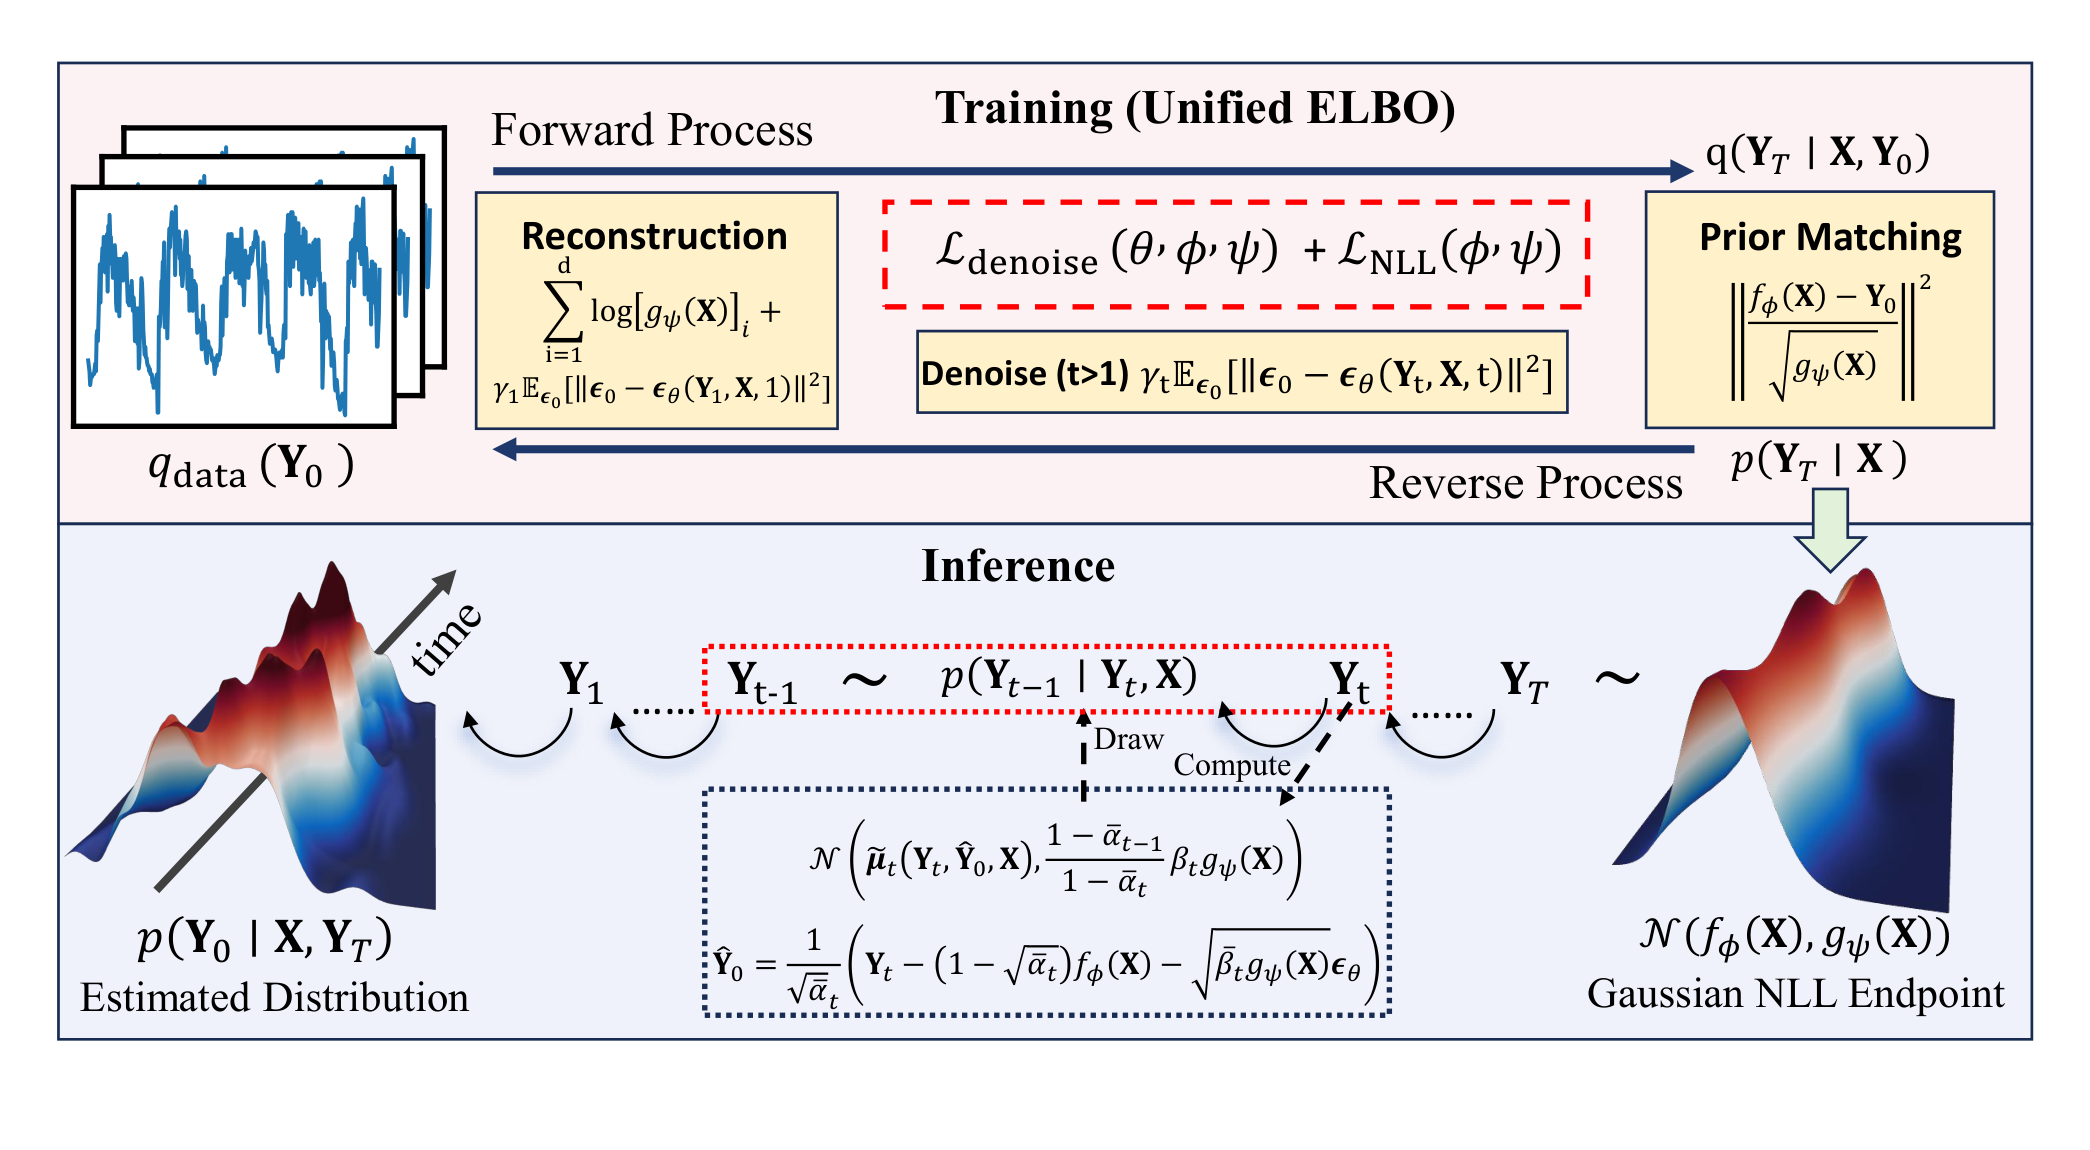 Training (Unified ELBO)
Forward Process
q(𝐘_T | 𝐗, 𝐘_0)
Reconstruction
∑_{i=1}^{d} log[g_ψ(𝐗)]_i +
γ_1 𝔼_{ϵ_0}[‖ϵ_0 − ϵ_θ(𝐘_1, 𝐗, 1)‖²]
ℒ_denoise (θ, ϕ, ψ) + ℒ_NLL(ϕ, ψ)
Denoise (t>1) γ_t 𝔼_{ϵ_0}[‖ϵ_0 − ϵ_θ(𝐘_t, 𝐗, t)‖²]
Prior Matching
‖(f_ϕ(𝐗) − 𝐘_0) / √(g_ψ(𝐗))‖²
q_data (𝐘_0 )
Reverse Process
p(𝐘_T | 𝐗 )
Inference
time
𝐘_1
......
𝐘_{t-1} ~ p(𝐘_{t−1} | 𝐘_t, 𝐗)
𝐘_t
......
𝐘_T ~
Draw
Compute
𝒩(μ̃_t(𝐘_t, 𝐘̂_0, 𝐗), (1 − ᾱ_{t−1})/(1 − ᾱ_t) β_t g_ψ(𝐗))
𝐘̂_0 = 1/√ᾱ_t (𝐘_t − (1 − √ᾱ_t) f_ϕ(𝐗) − √(β̄_t g_ψ(𝐗)) ϵ_θ)
p(𝐘_0 | 𝐗, 𝐘_T)
Estimated Distribution
𝒩(f_ϕ(𝐗), g_ψ(𝐗))
Gaussian NLL Endpoint